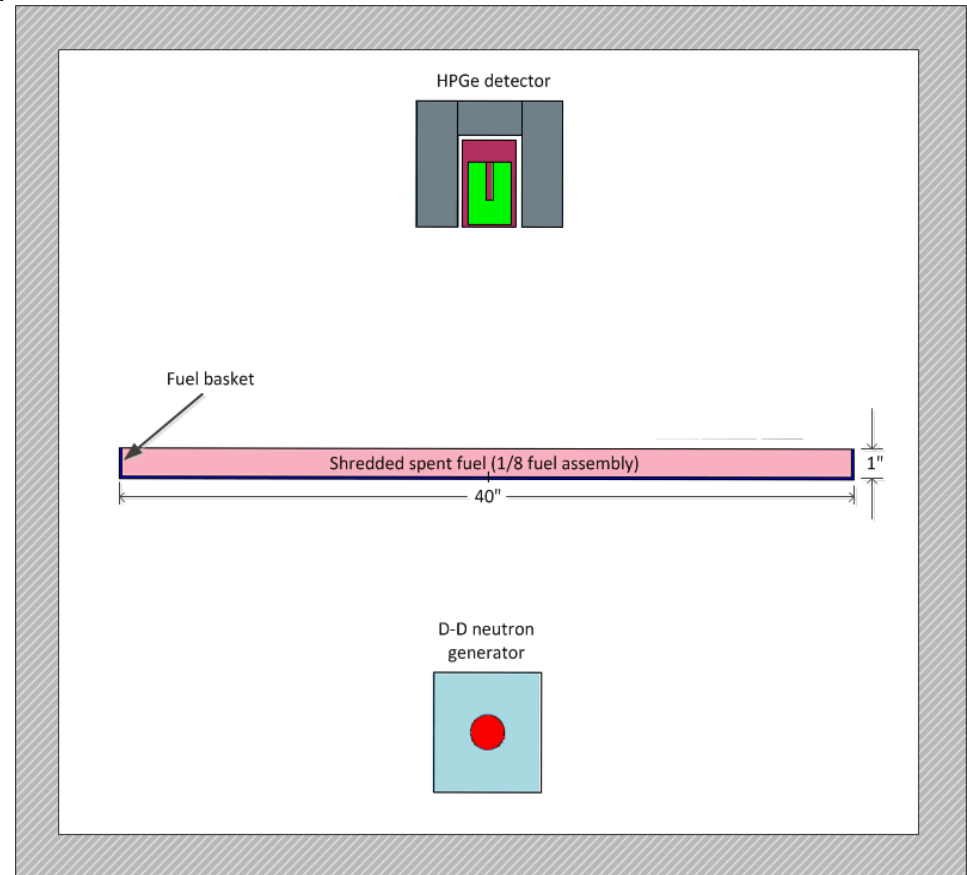 HPGe detector
Fuel basket
Shredded spent fuel (1/8 fuel assembly)
1"
40"
D-D neutron
generator